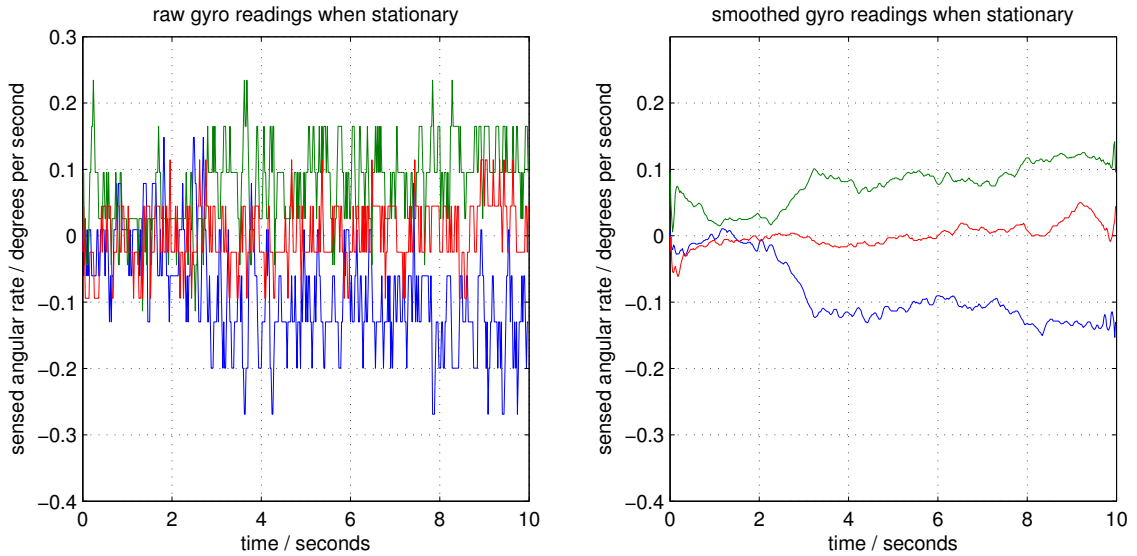 raw gyro readings when stationary
sensed angular rate / degrees per second
0.3
0.2
0.1
0
−0.1
−0.2
−0.3
−0.4
0 2 4 6 8 10
time / seconds
smoothed gyro readings when stationary
sensed angular rate / degrees per second
0.2
0.1
0
−0.1
−0.2
−0.3
−0.4
0 2 4 6 8 10
time / seconds